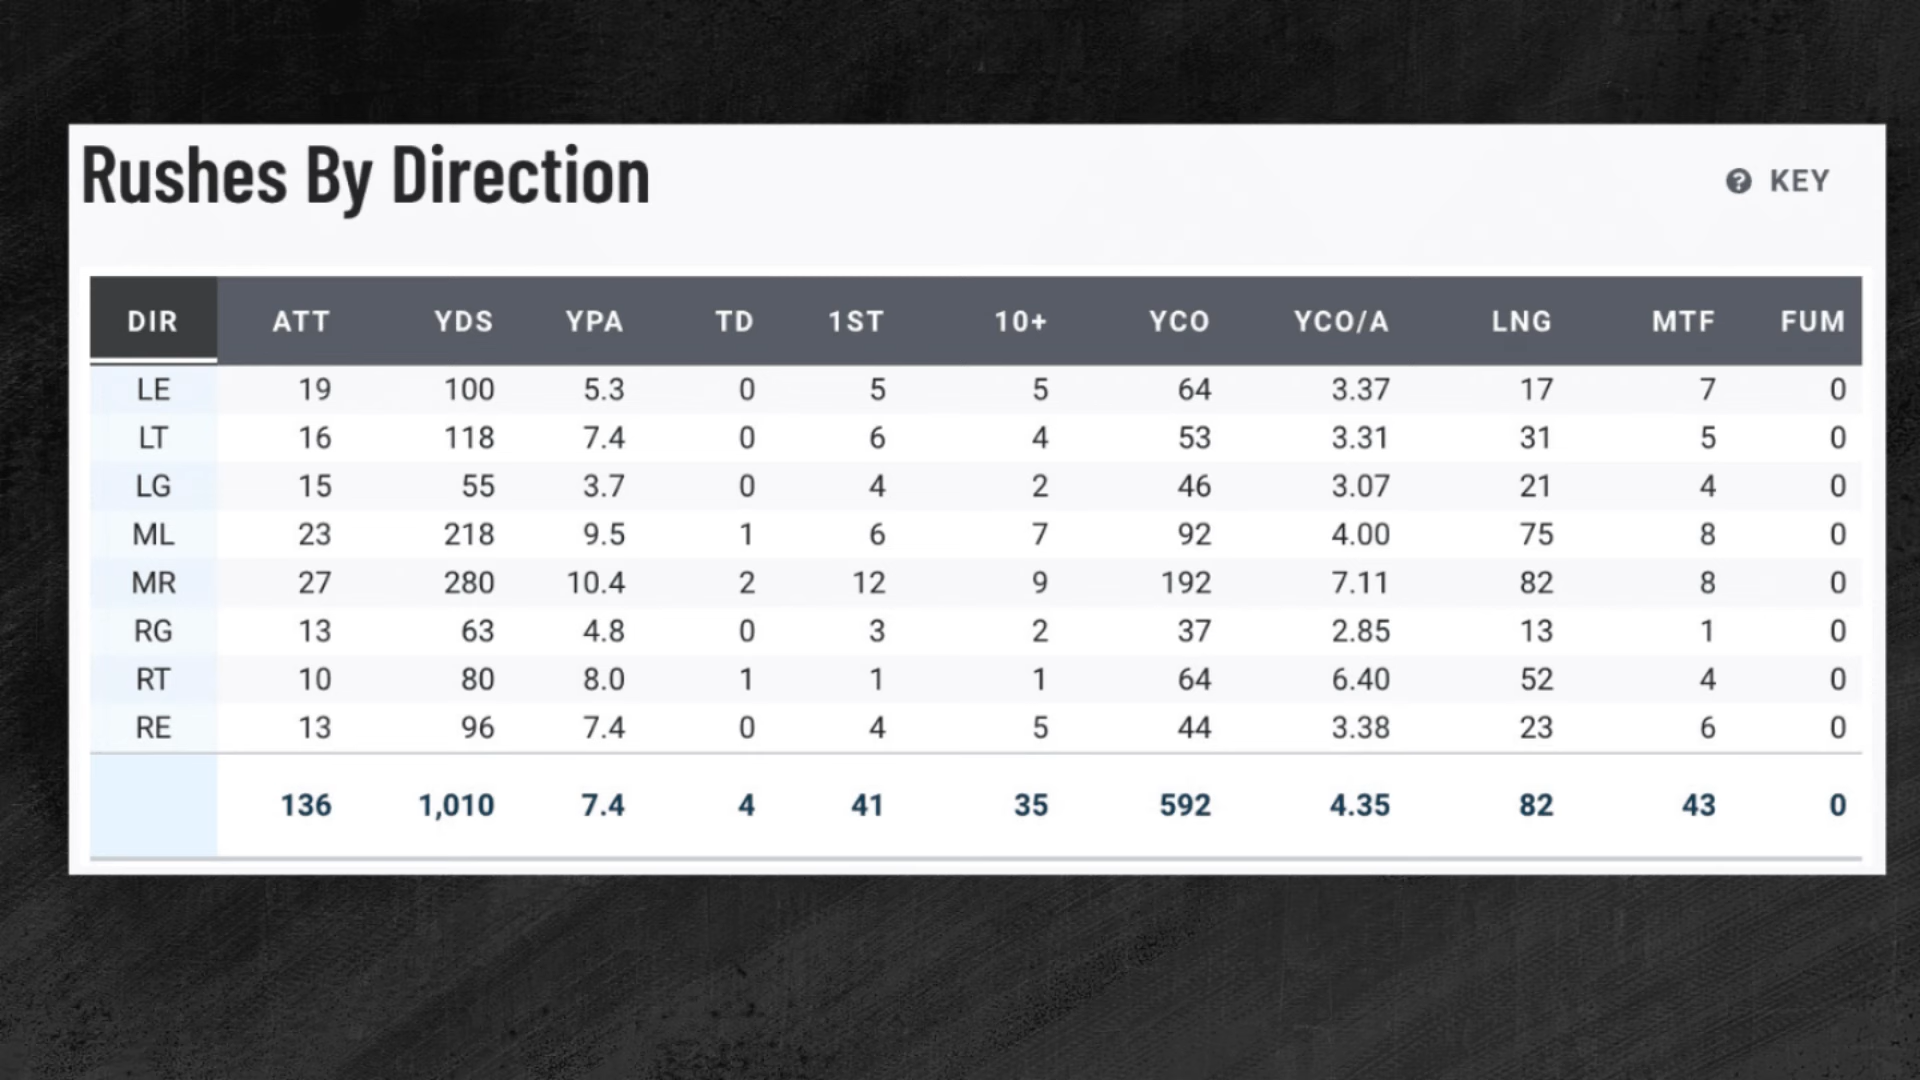 Rushes By Direction
? KEY
DIR ATT YDS YPA TD 1ST 10+ YCO YCO/A LNG MTF FUM
LE 19 100 5.3 0 5 5 64 3.37 17 7 0
LT 16 118 7.4 0 6 4 53 3.31 31 5 0
LG 15 55 3.7 0 4 2 46 3.07 21 4 0
ML 23 218 9.5 1 6 7 92 4.00 75 8 0
MR 27 280 10.4 2 12 9 192 7.11 82 8 0
RG 13 63 4.8 0 3 2 37 2.85 13 1 0
RT 10 80 8.0 1 1 1 64 6.40 52 4 0
RE 13 96 7.4 0 4 5 44 3.38 23 6 0
136 1,010 7.4 4 41 35 592 4.35 82 43 0